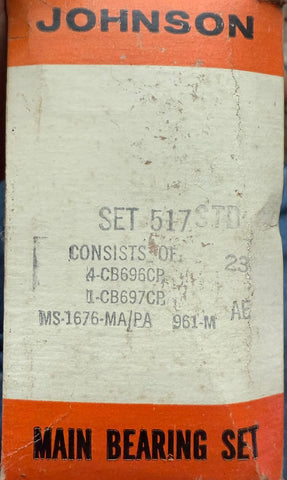 JOHNSON
SET 517 STD
CONSISTS OF
4-CB696CP 23
1-CB697CP
MS-1676-MA/PA 961-M AE
MAIN BEARING SET